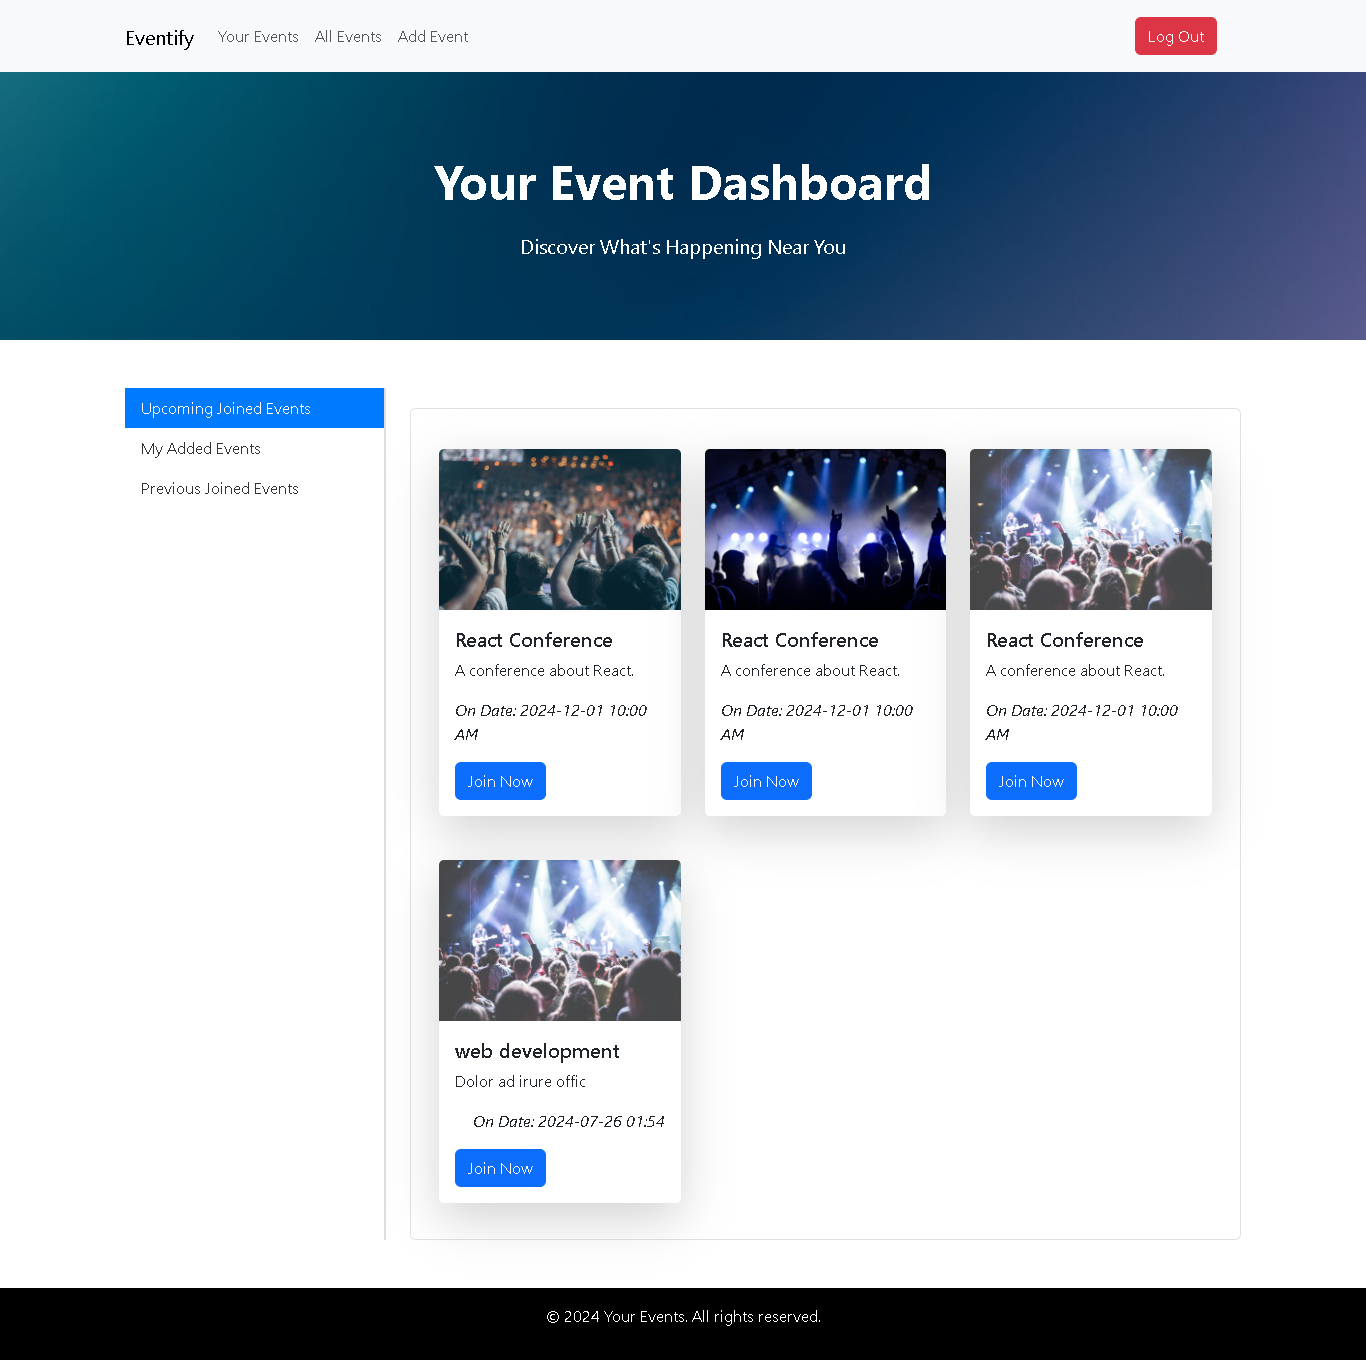 Eventify
Your Events
All Events
Add Event
Log Out
Your Event Dashboard
Discover What's Happening Near You
Upcoming Joined Events
My Added Events
Previous Joined Events
React Conference
A conference about React.
On Date: 2024-12-01 10:00
AM
Join Now
React Conference
A conference about React.
On Date: 2024-12-01 10:00
AM
Join Now
React Conference
A conference about React.
On Date: 2024-12-01 10:00
AM
Join Now
web development
Dolor ad irure offic
On Date: 2024-07-26 01:54
Join Now
© 2024 Your Events. All rights reserved.